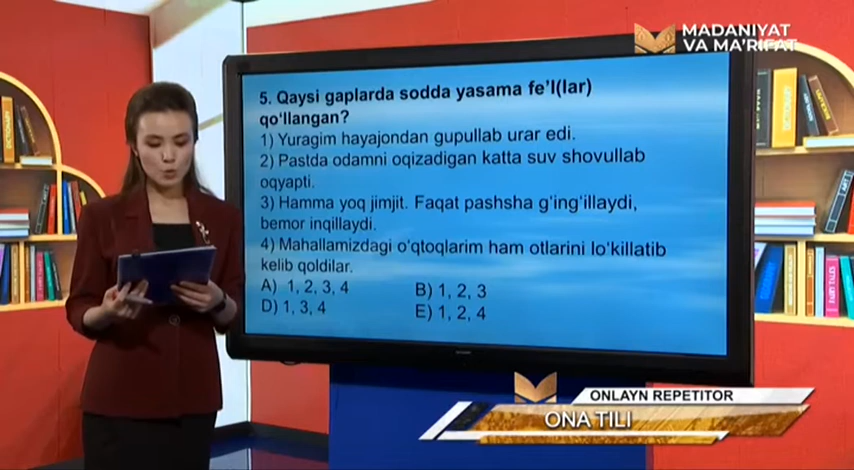 MADANIYAT
VA MA'RIFAT
5. Qaysi gaplarda sodda yasama fe'l(lar)
qo'llangan?
1) Yuragim hayajondan gupullab urar edi.
2) Pastda odamni oqizadigan katta suv shovullab
oqyapti.
3) Hamma yoq jimjit. Faqat pashsha g'ing'illaydi,
bemor inqillaydi.
4) Mahallamizdagi o'qtoqlarim ham otlarini lo'killatib
kelib qoldilar.
A) 1, 2, 3, 4
B) 1, 2, 3
D) 1, 3, 4
E) 1, 2, 4
ONLAYN REPETITOR
ONA TILI